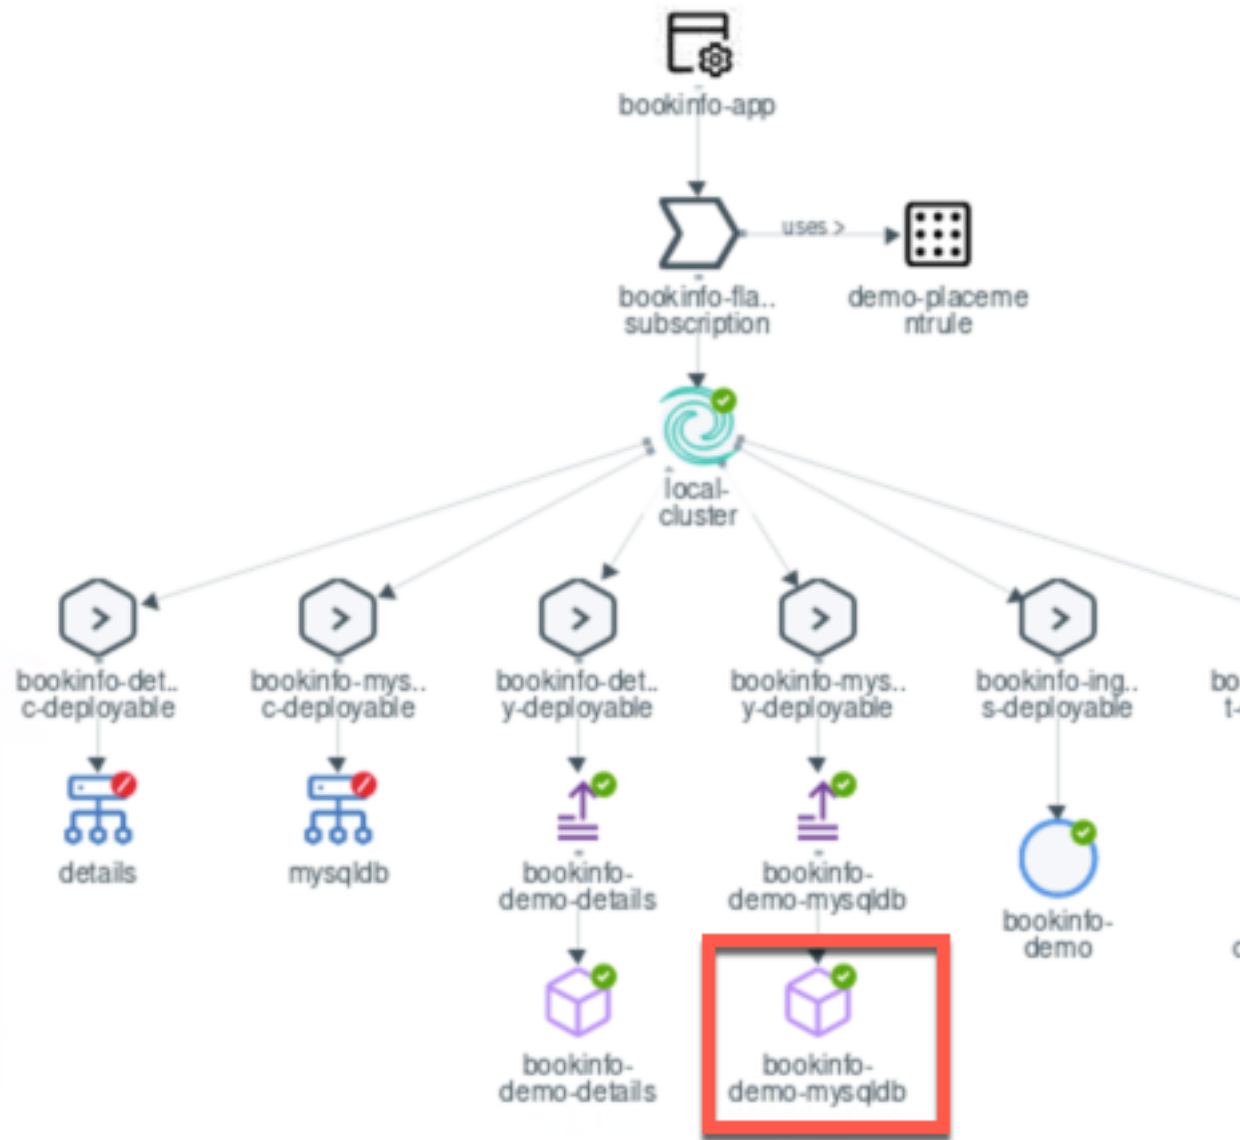 bookinfo-app
uses >
bookinfo-fla..
subscription
demo-placeme
ntrule
local-
cluster
bookinfo-det..
c-deployable
bookinfo-mys..
c-deployable
bookinfo-det..
y-deployable
bookinfo-mys..
y-deployable
bookinfo-ing..
s-deployable
bo
t-
details
mysqldb
bookinfo-
demo-details
bookinfo-
demo-mysqldb
bookinfo-
demo
bookinfo-
demo-details
bookinfo-
demo-mysqldb